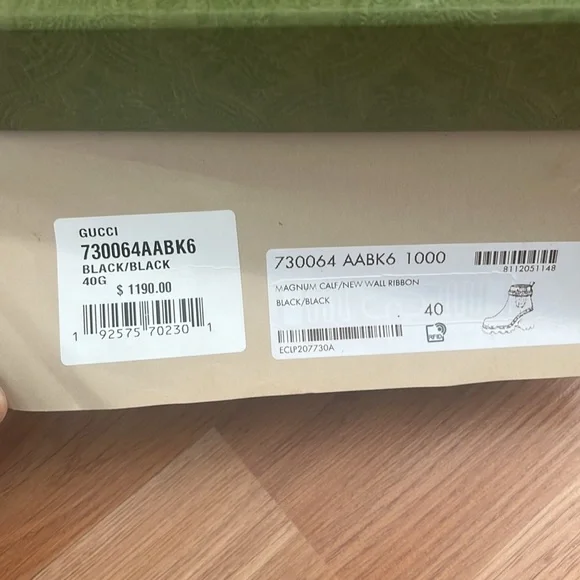 GUCCI
730064AABK6
BLACK/BLACK
40G
$ 1190.00
1 92575 70230 1
730064 AABK6 1000
8112051148
MAGNUM CALF/NEW WALL RIBBON
BLACK/BLACK
40
RFID
ECLP207730A